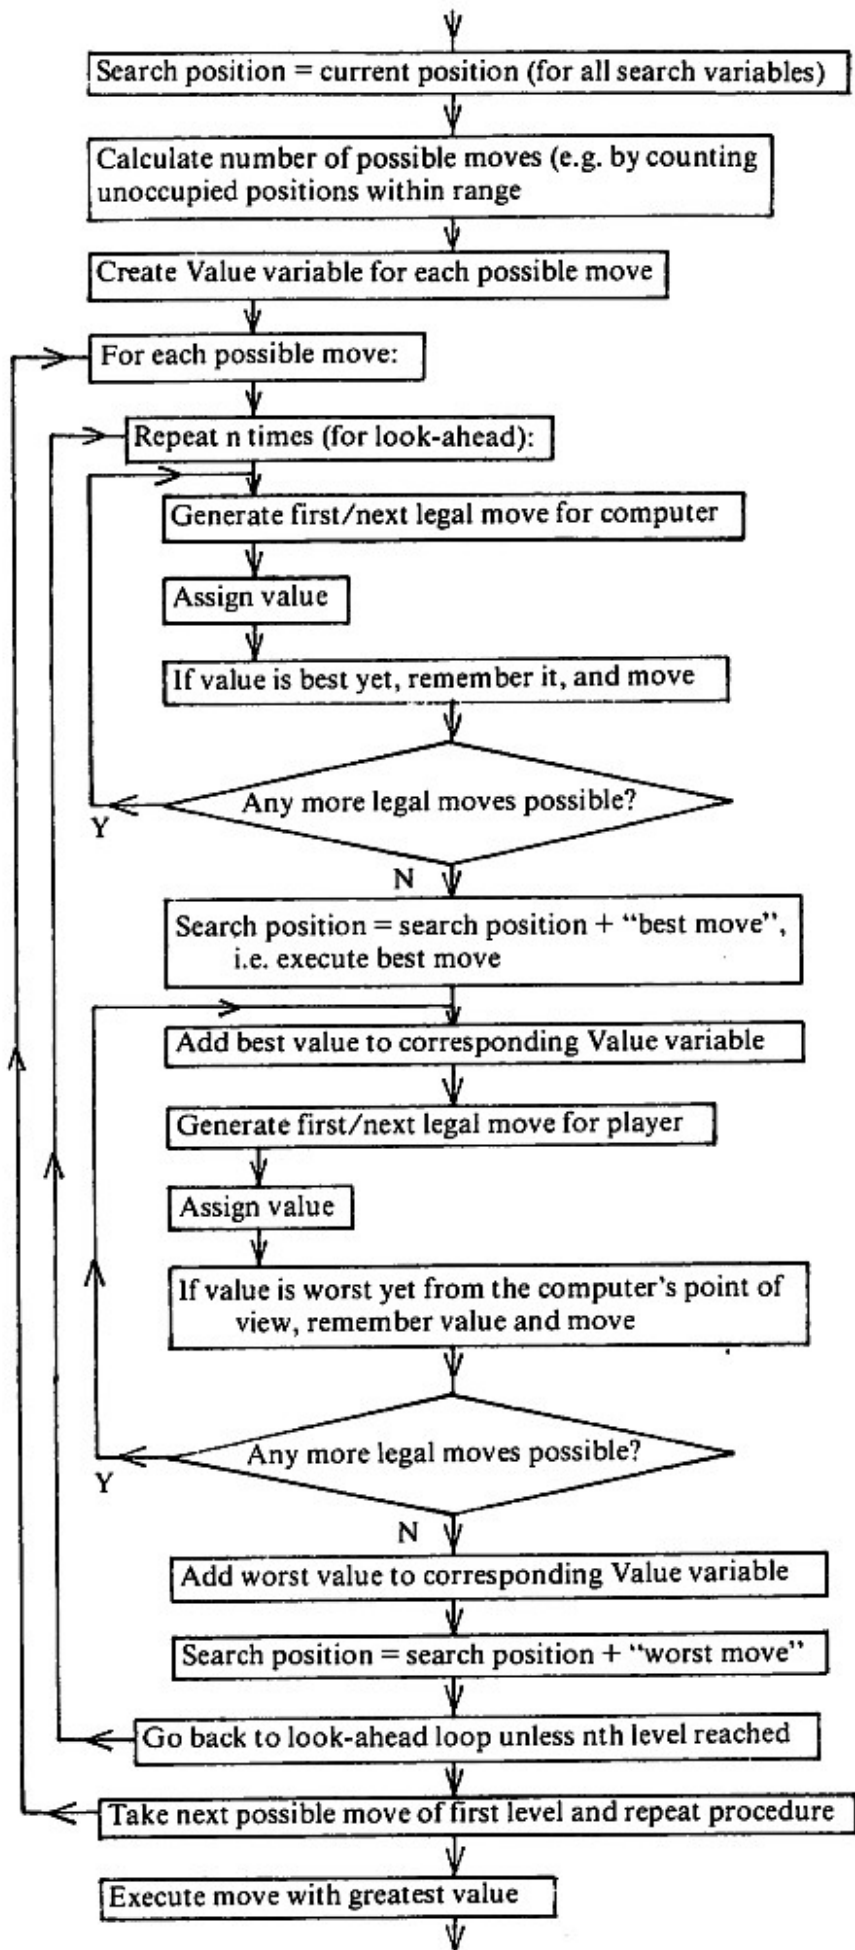 Search position = current position (for all search variables)
Calculate number of possible moves (e.g. by counting
unoccupied positions within range
Create Value variable for each possible move
For each possible move:
Repeat n times (for look-ahead):
Generate first/next legal move for computer
Assign value
If value is best yet, remember it, and move
Any more legal moves possible?
Y
N
Search position = search position + “best move”,
i.e. execute best move
Add best value to corresponding Value variable
Generate first/next legal move for player
Assign value
If value is worst yet from the computer’s point of
view, remember value and move
Any more legal moves possible?
Y
N
Add worst value to corresponding Value variable
Search position = search position + “worst move”
Go back to look-ahead loop unless nth level reached
Take next possible move of first level and repeat procedure
Execute move with greatest value